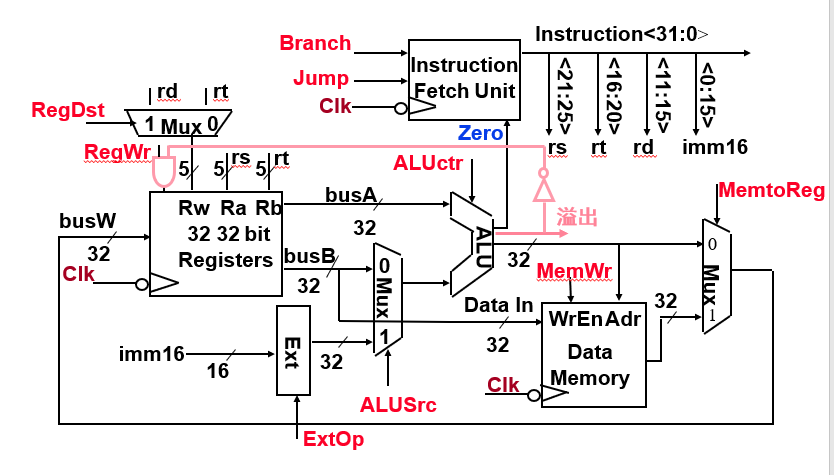 Branch
Jump
Clk
Instruction
Fetch Unit
Instruction<31:0>
<21:25>
<16:20>
<11:15>
<0:15>
rs
rt
rd
imm16
rd
rt
RegDst
1 Mux 0
RegWr
5
5
rs
5
rt
Zero
ALUctr
溢出
MemtoReg
busW
32
Clk
Rw Ra Rb
32 32 bit
Registers
busA
32
busB
32
0
Mux
1
ALU
32
MemWr
0
Mux
1
Data In
32
WrEn Adr
Data
Memory
32
Clk
imm16
16
Ext
32
ALUSrc
ExtOp